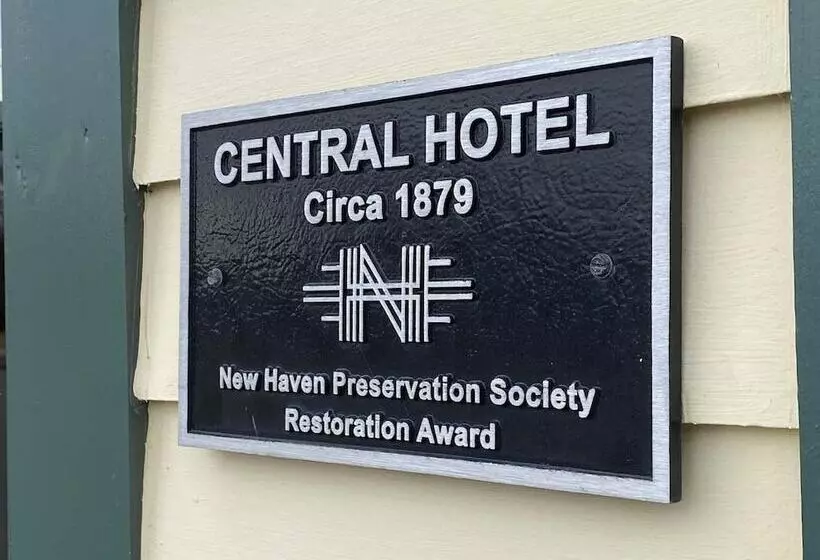 CENTRAL HOTEL
Circa 1879
N
New Haven Preservation Society
Restoration Award